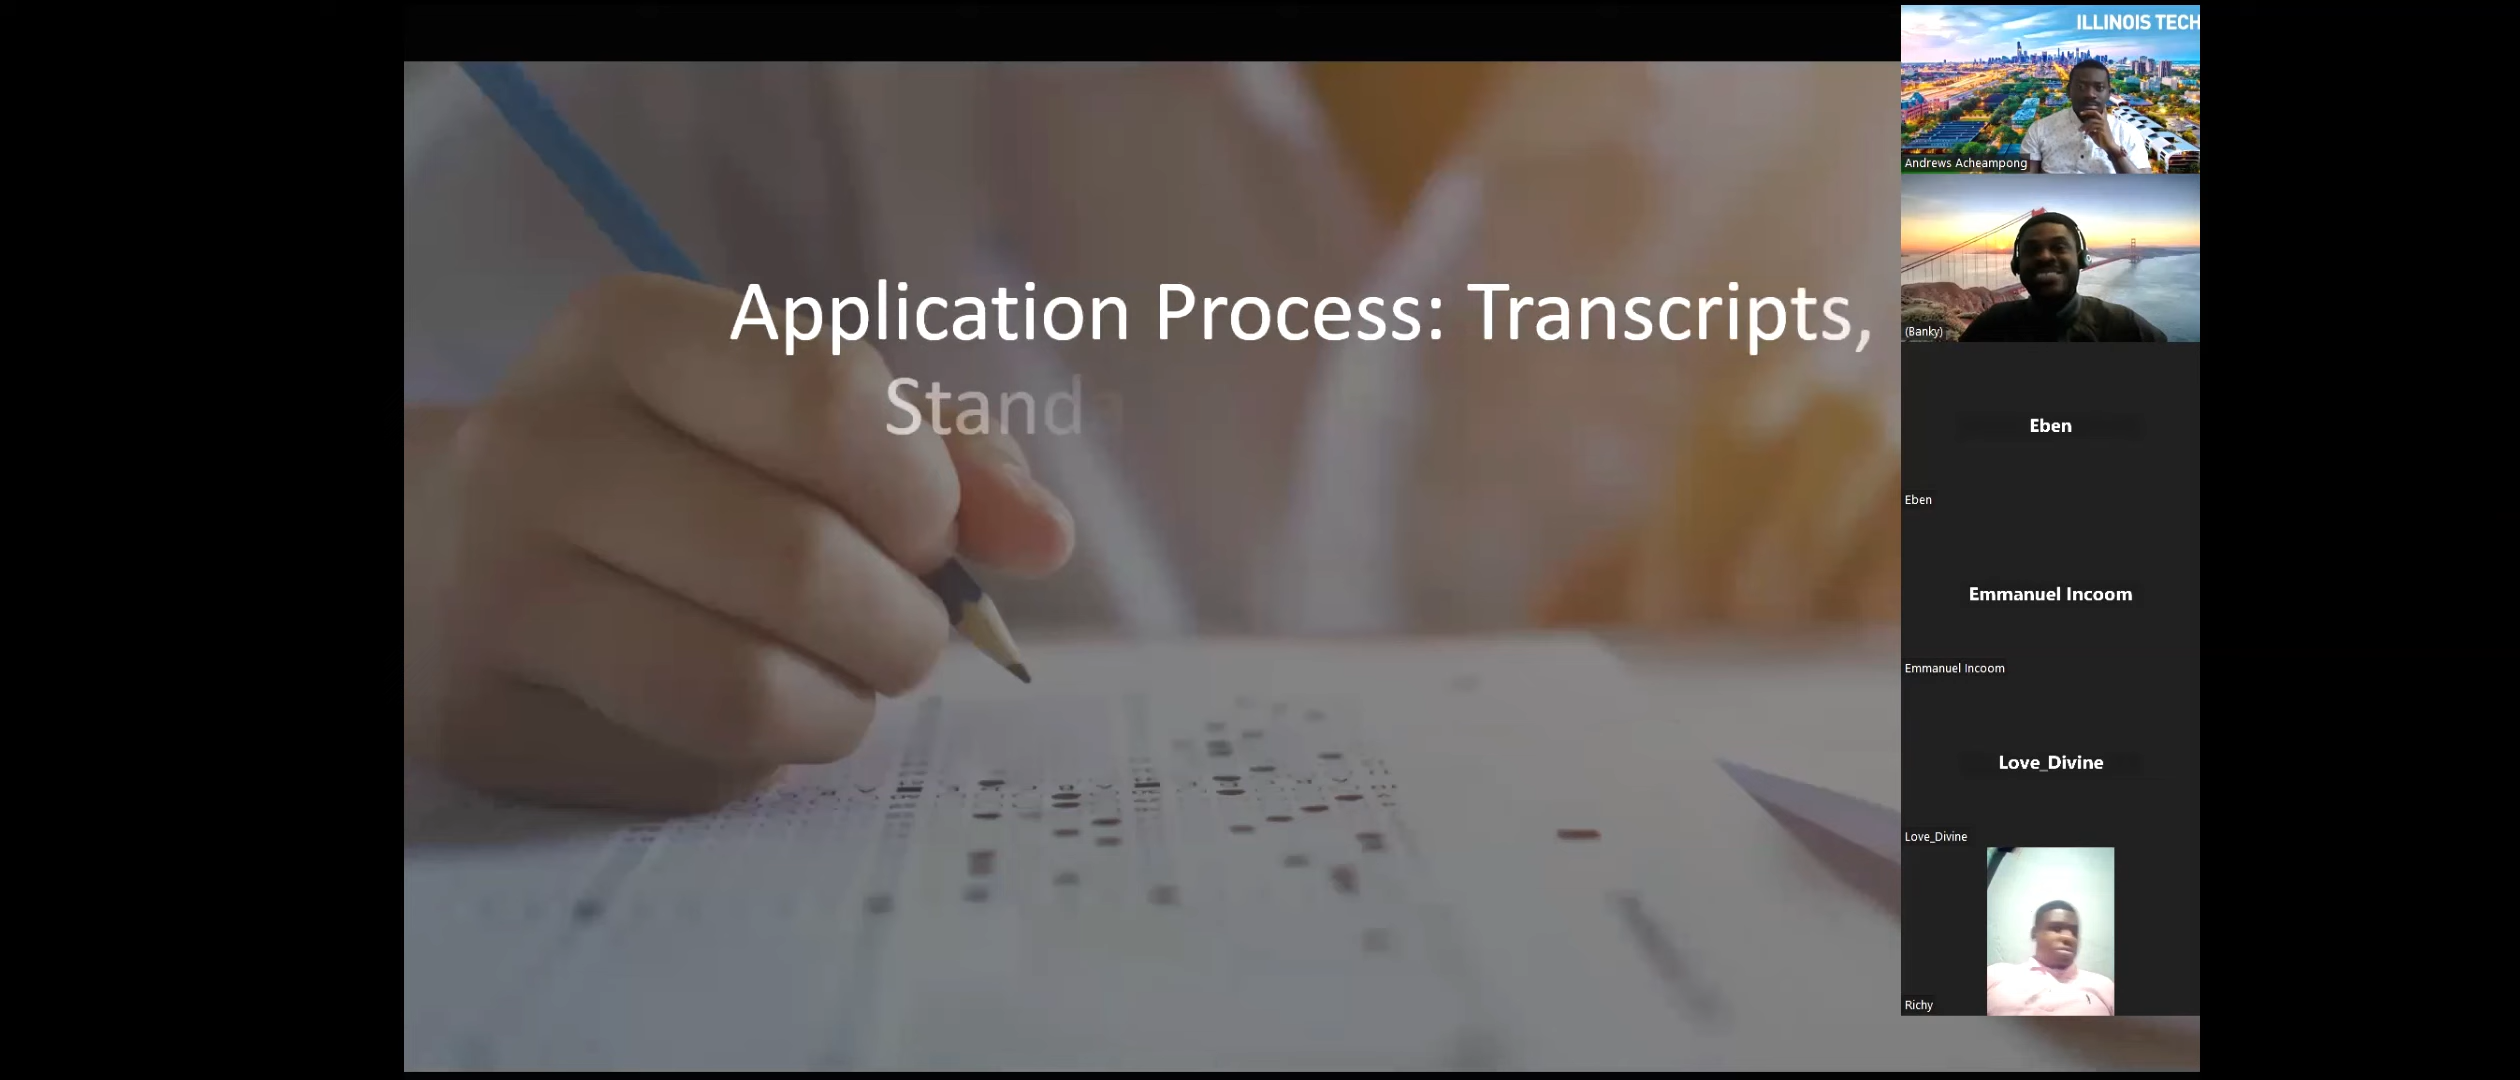 Application Process: Transcripts,
Stand
ILLINOIS TECH
Andrews Acheampong
(Banky)
Eben
Eben
Emmanuel Incoom
Emmanuel Incoom
Love_Divine
Love_Divine
Richy